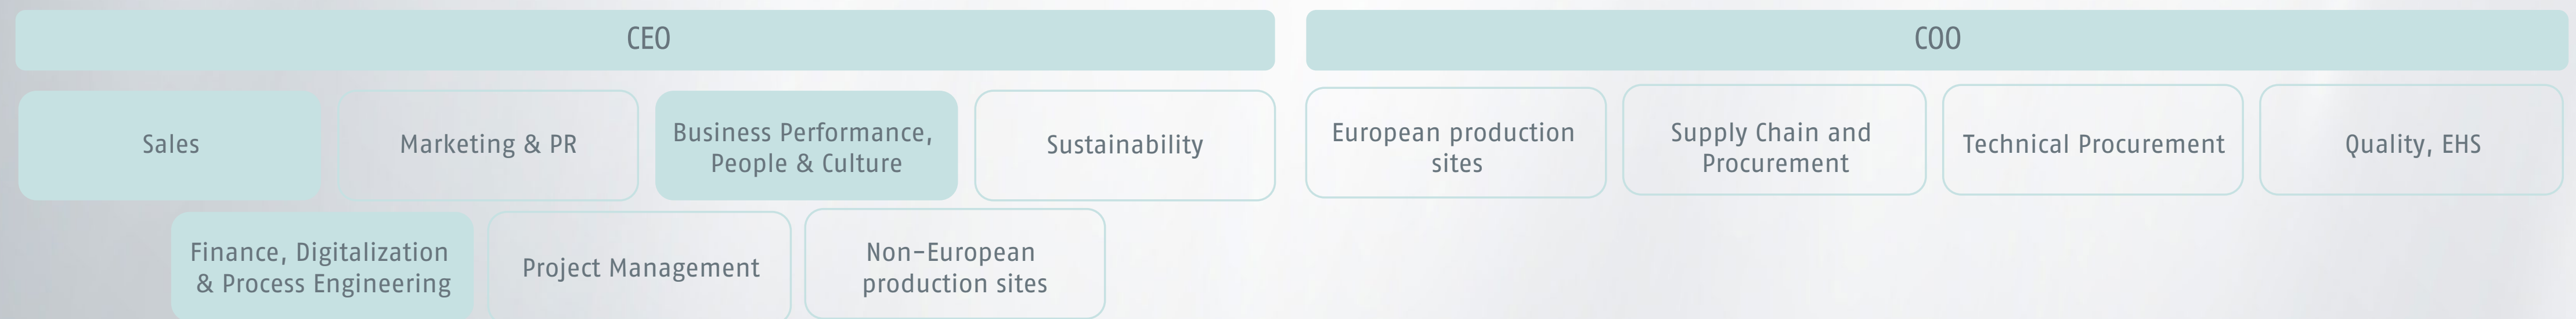 CEO
COO
Sales
Marketing & PR
Business Performance,
People & Culture
Sustainability
European production
sites
Supply Chain and
Procurement
Technical Procurement
Quality, EHS
Finance, Digitalization
& Process Engineering
Project Management
Non-European
production sites